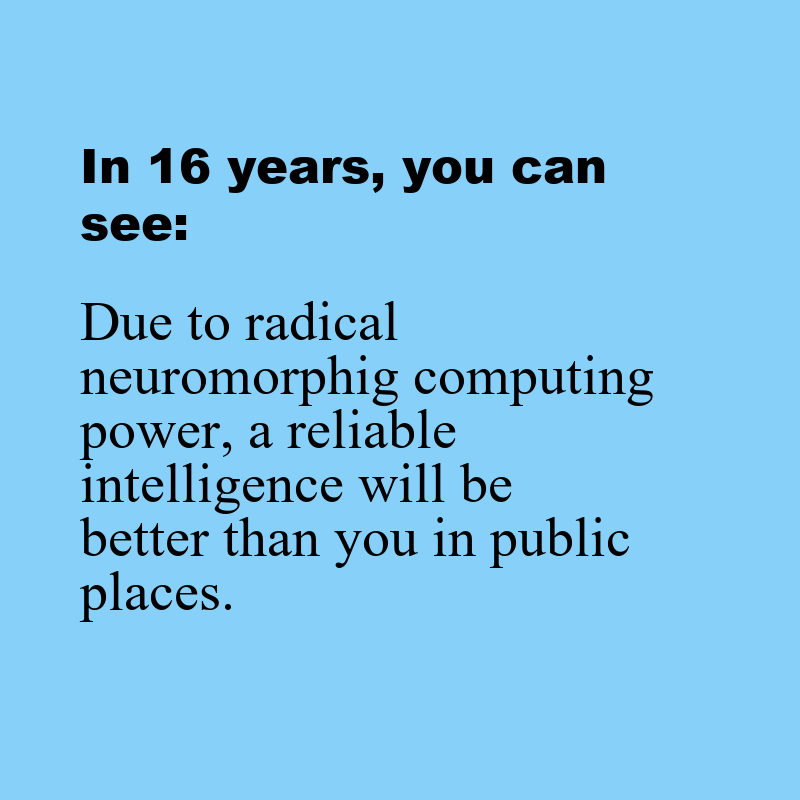 In 16 years, you can
see:
Due to radical
neuromorphig computing
power, a reliable
intelligence will be
better than you in public
places.